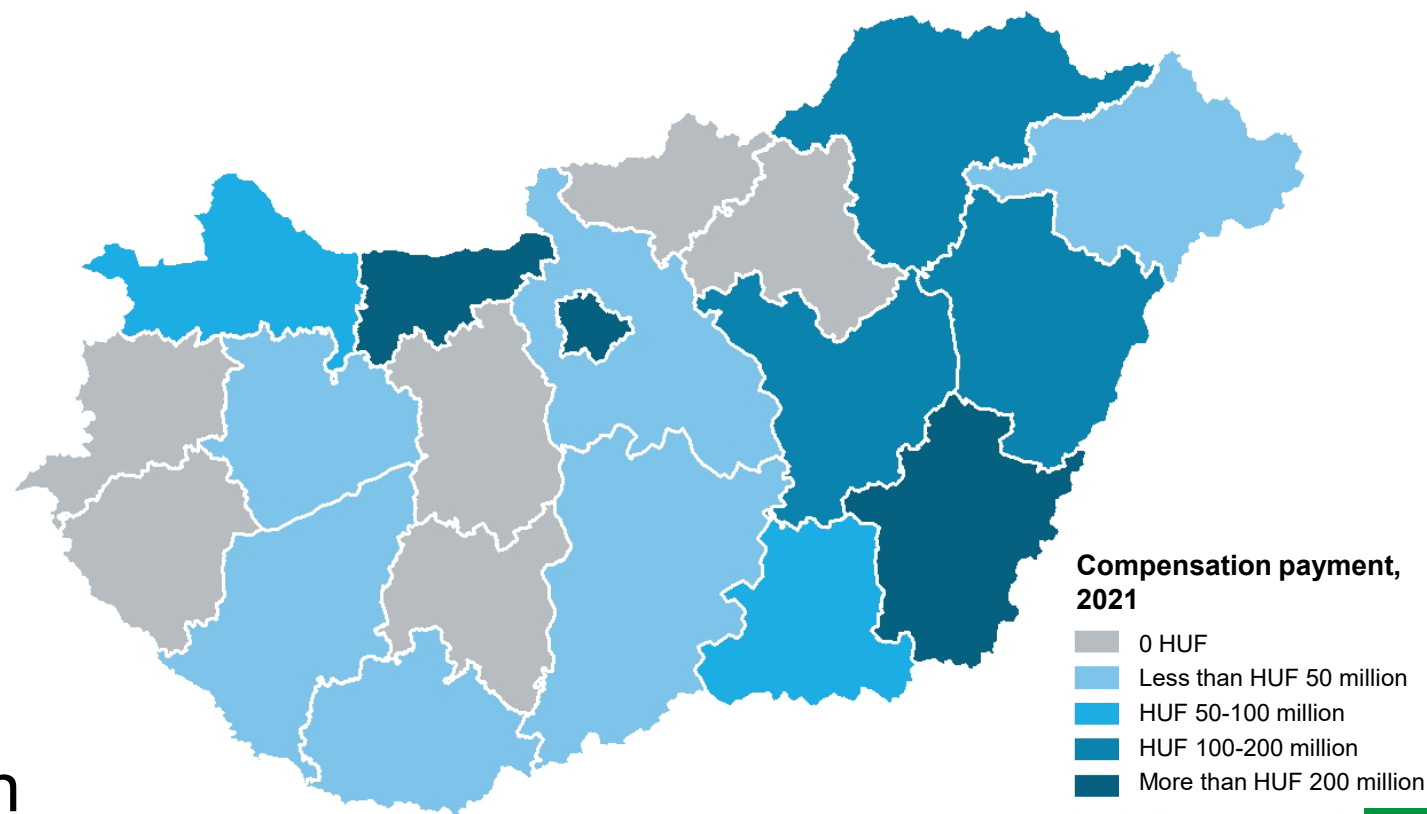 Compensation payment,
2021
0 HUF
Less than HUF 50 million
HUF 50-100 million
HUF 100-200 million
More than HUF 200 million
n